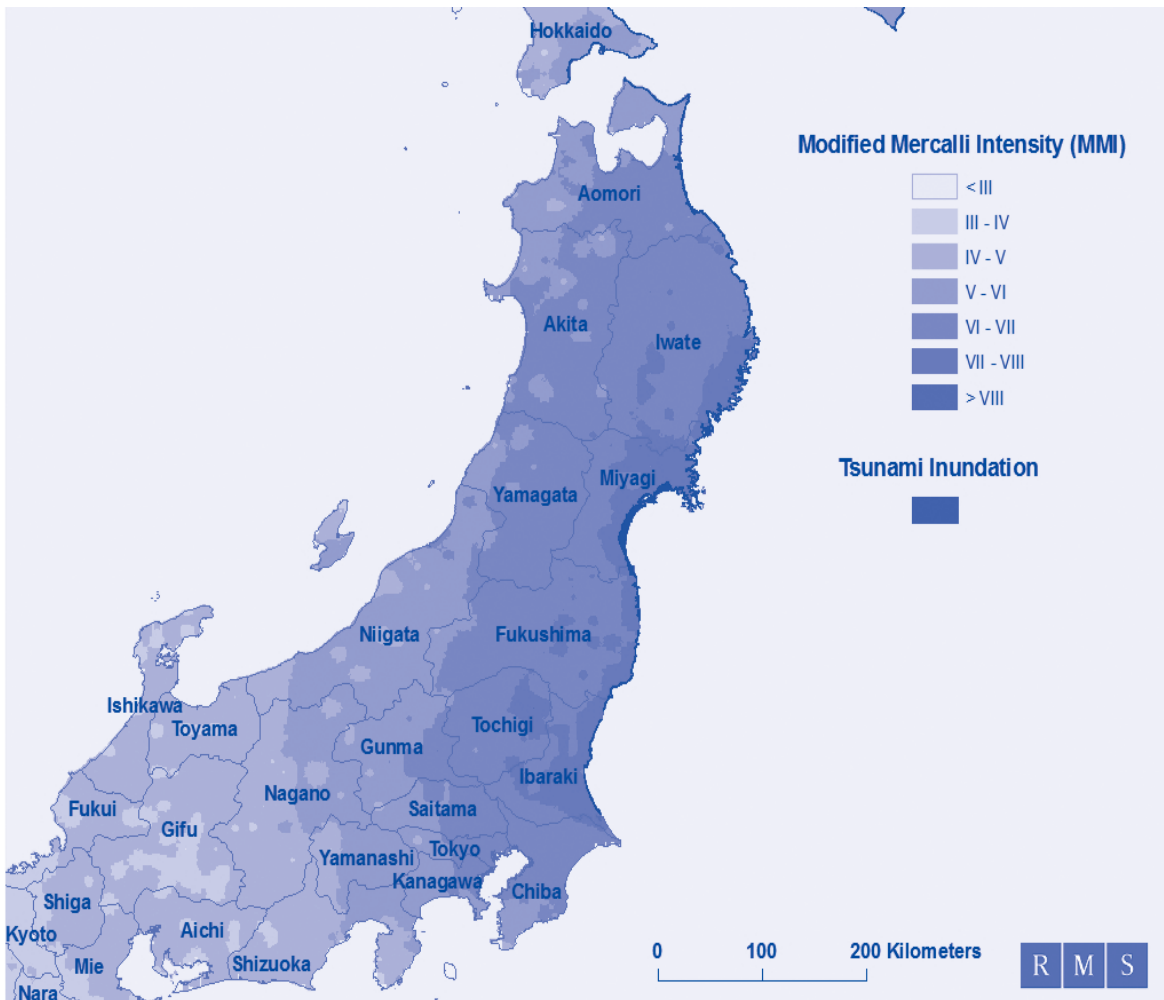 Hokkaido
Modified Mercalli Intensity (MMI)
< III
III - IV
IV - V
V - VI
VI - VII
VII - VIII
> VIII
Tsunami Inundation
Aomori
Akita
Iwate
Yamagata
Miyagi
Niigata
Fukushima
Ishikawa
Toyama
Gunma
Tochigi
Ibaraki
Fukui
Gifu
Nagano
Saitama
Tokyo
Yamanashi
Kanagawa
Chiba
Shiga
Kyoto
Aichi
Mie
Shizuoka
Nara
0 100 200 Kilometers
R M S